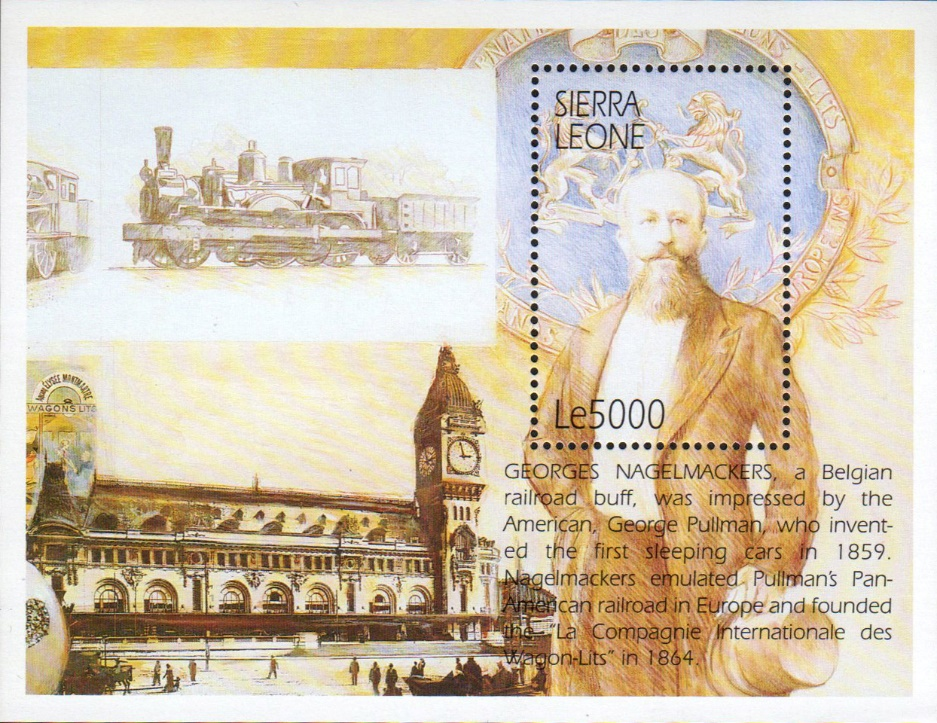 SIERRA
LEONE
Le5000
WAGONS LITS
GEORGES NAGELMACKERS, a Belgian
railroad buff, was impressed by the
American, George Pullman, who invent-
ed the first sleeping cars in 1859.
Nagelmackers emulated Pullman's Pan-
American railroad in Europe and founded
the "La Compagnie Internationale des
Wagon-Lits" in 1864.